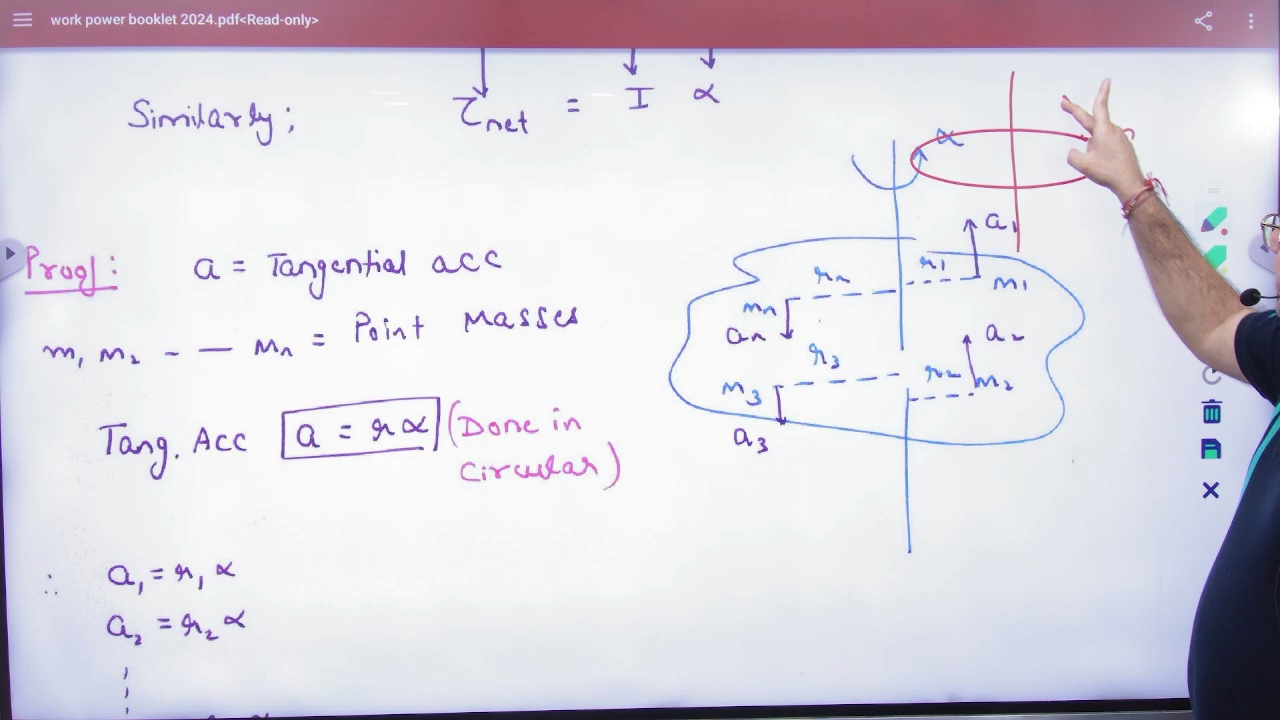 work power booklet 2024.pdf<Read-only>
Similarly;
τnet = I α
α
Proof:
a = Tangential acc
m₁ m₂ - — mₙ = Point Masses
Tang. Acc a = rα (Done in
Circular)
∴ a₁ = r₁ α
a₂ = r₂ α
a₁
rₙ r₁
mₙ m₁
aₙ
a₂
r₃ r₂
m₃ m₂
a₃